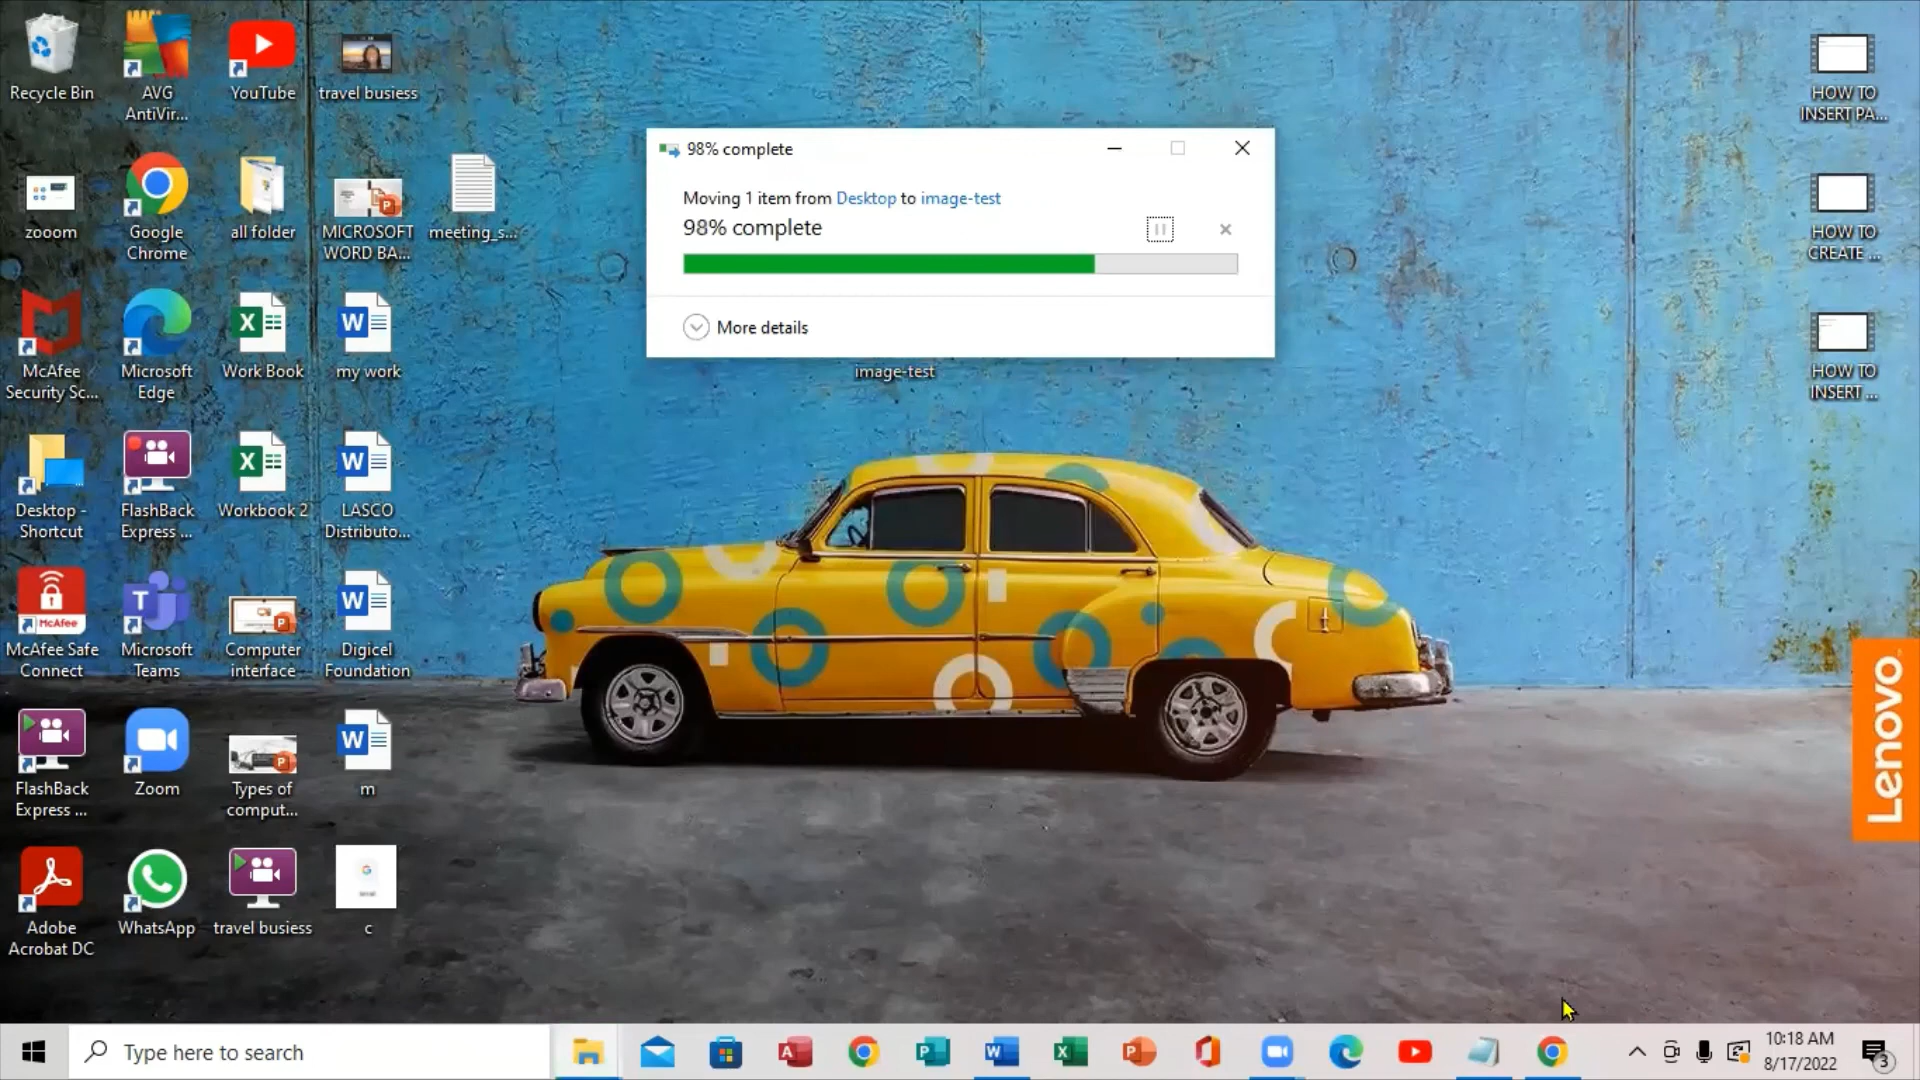 Recycle Bin
AVG
AntiVir...
YouTube
travel busiess
HOW TO
INSERT PA...
98% complete
Moving 1 item from Desktop to image-test
98% complete
More details
image-test
zooom
Google
Chrome
all folder
MICROSOFT
WORD BA...
meeting_s...
HOW TO
CREATE ...
McAfee
Security Sc...
Microsoft
Edge
Work Book
my work
HOW TO
INSERT ...
Desktop -
Shortcut
FlashBack
Express ...
Workbook 2
LASCO
Distributo...
McAfee
McAfee Safe
Connect
Microsoft
Teams
Computer
interface
Digicel
Foundation
FlashBack
Express ...
Zoom
Types of
comput...
m
Lenovo
Adobe
Acrobat DC
WhatsApp
travel busiess
c
Type here to search
10:18 AM
8/17/2022
3